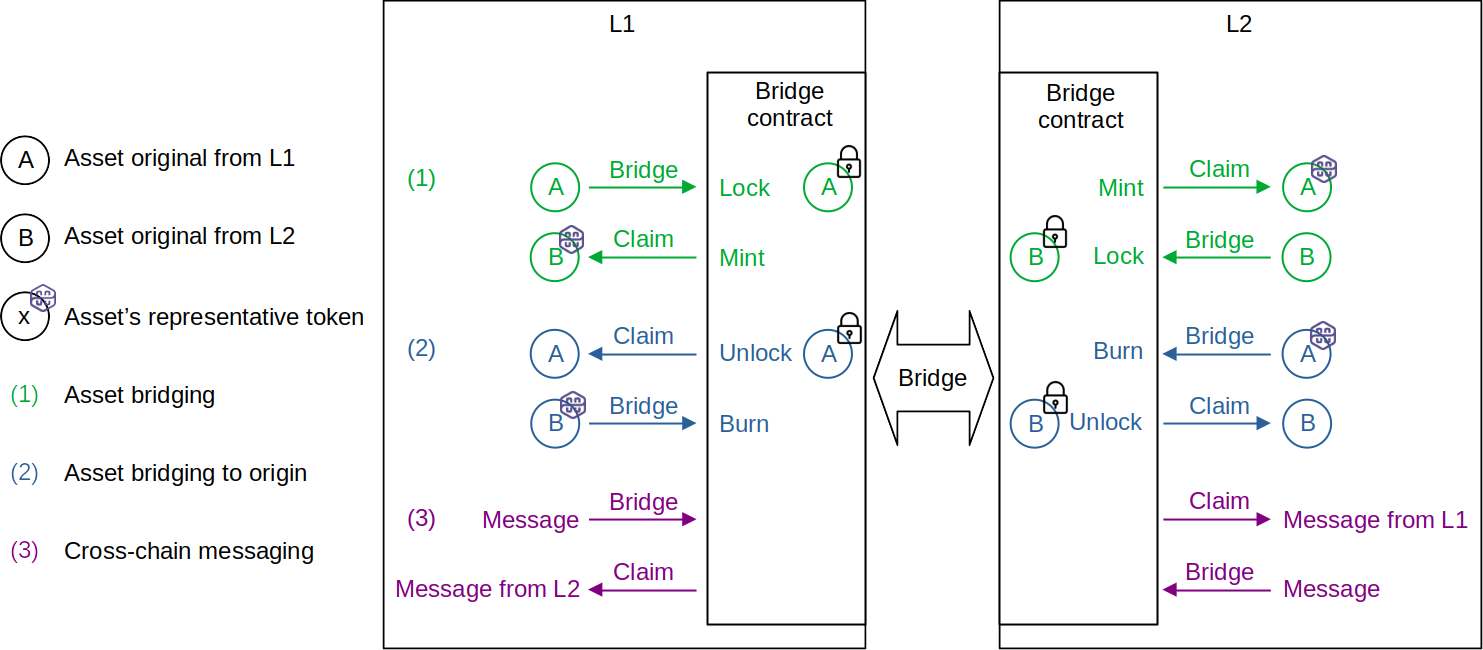 A Asset original from L1
B Asset original from L2
x Asset's representative token
(1) Asset bridging
(2) Asset bridging to origin
(3) Cross-chain messaging
L1
Bridge
contract
(1) A Bridge Lock A
B Claim Mint
(2) A Claim Unlock A
B Bridge Burn
(3) Message Bridge
Message from L2 Claim
Bridge
L2
Bridge
contract
Mint Claim A
B Lock Bridge B
Burn Bridge A
B Unlock Claim B
Claim Message from L1
Bridge Message